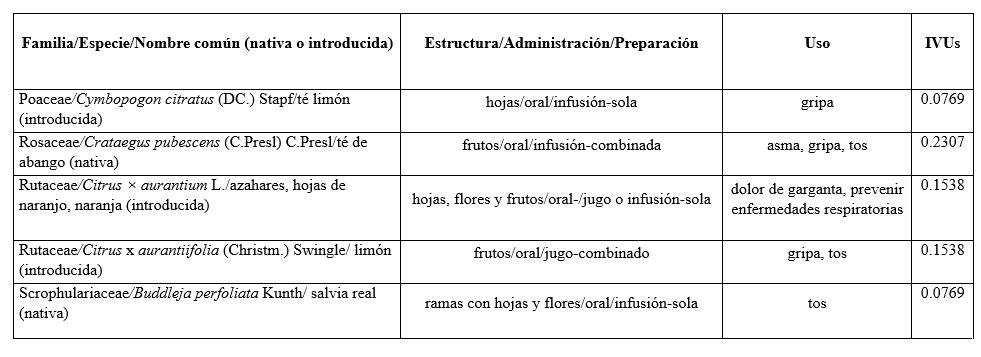 Familia/Especie/Nombre común (nativa o introducida) Estructura/Administración/Preparación Uso IVUs
Poaceae/Cymbopogon citratus (DC.) Stapf/té limón
(introducida)
hojas/oral/infusión-sola
gripa
0.0769
Rosaceae/Crataegus pubescens (C.Presl) C.Presl/té de
abango (nativa)
frutos/oral/infusión-combinada
asma, gripa, tos
0.2307
Rutaceae/Citrus × aurantium L./azahares, hojas de
naranjo, naranja (introducida)
hojas, flores y frutos/oral-/jugo o infusión-sola
dolor de garganta, prevenir
enfermedades respiratorias
0.1538
Rutaceae/Citrus x aurantiifolia (Christm.) Swingle/ limón
(introducida)
frutos/oral/jugo-combinado
gripa, tos
0.1538
Scrophulariaceae/Buddleja perfoliata Kunth/ salvia real
(nativa)
ramas con hojas y flores/oral/infusión-sola
tos
0.0769